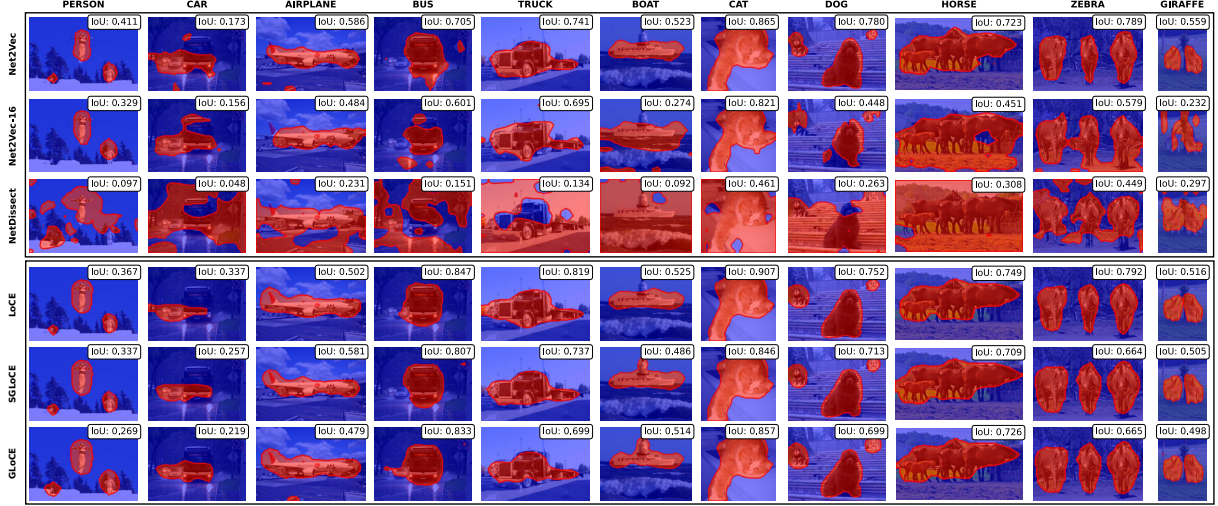 PERSON CAR AIRPLANE BUS TRUCK BOAT CAT DOG HORSE ZEBRA GIRAFFE
Net2Vec IoU: 0.411 IoU: 0.173 IoU: 0.586 IoU: 0.705 IoU: 0.741 IoU: 0.523 IoU: 0.865 IoU: 0.780 IoU: 0.723 IoU: 0.789 IoU: 0.559
Net2Vec-16 IoU: 0.329 IoU: 0.156 IoU: 0.484 IoU: 0.601 IoU: 0.695 IoU: 0.274 IoU: 0.821 IoU: 0.448 IoU: 0.451 IoU: 0.579 IoU: 0.232
NetDissect IoU: 0.097 IoU: 0.048 IoU: 0.231 IoU: 0.151 IoU: 0.134 IoU: 0.092 IoU: 0.461 IoU: 0.263 IoU: 0.308 IoU: 0.449 IoU: 0.297
LoCE IoU: 0.367 IoU: 0.337 IoU: 0.502 IoU: 0.847 IoU: 0.819 IoU: 0.525 IoU: 0.907 IoU: 0.752 IoU: 0.749 IoU: 0.792 IoU: 0.516
SGLoCE IoU: 0.337 IoU: 0.257 IoU: 0.581 IoU: 0.807 IoU: 0.737 IoU: 0.486 IoU: 0.846 IoU: 0.713 IoU: 0.709 IoU: 0.664 IoU: 0.505
GLoCE IoU: 0.269 IoU: 0.219 IoU: 0.479 IoU: 0.833 IoU: 0.699 IoU: 0.514 IoU: 0.857 IoU: 0.699 IoU: 0.726 IoU: 0.665 IoU: 0.498